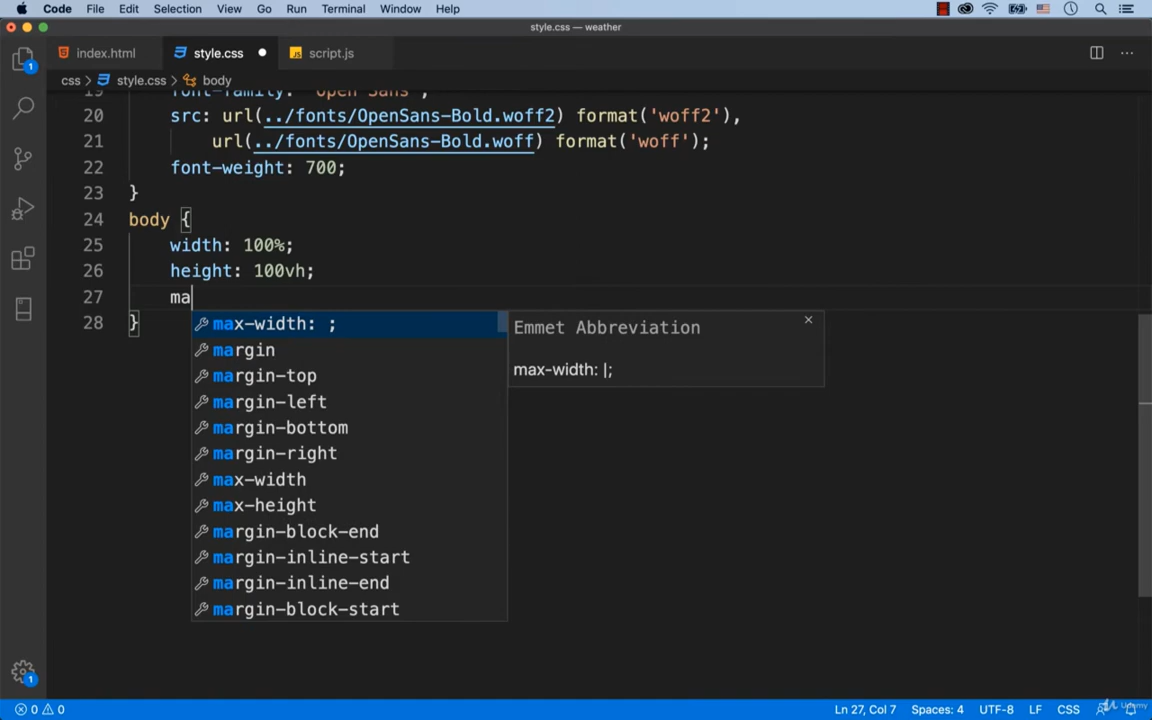 Code File Edit Selection View Go Run Terminal Window Help
style.css — weather
index.html style.css script.js
css > style.css > body
19 font-family: 'Open Sans',
20 src: url(../fonts/OpenSans-Bold.woff2) format('woff2'),
21 url(../fonts/OpenSans-Bold.woff) format('woff');
22 font-weight: 700;
23 }
24 body {
25 width: 100%;
26 height: 100vh;
27 ma
28 }
max-width: ;
margin
margin-top
margin-left
margin-bottom
margin-right
max-width
max-height
margin-block-end
margin-inline-start
margin-inline-end
margin-block-start
Emmet Abbreviation
max-width: |;
1
1
0 0 Ln 27, Col 7 Spaces: 4 UTF-8 LF CSS
Udemy